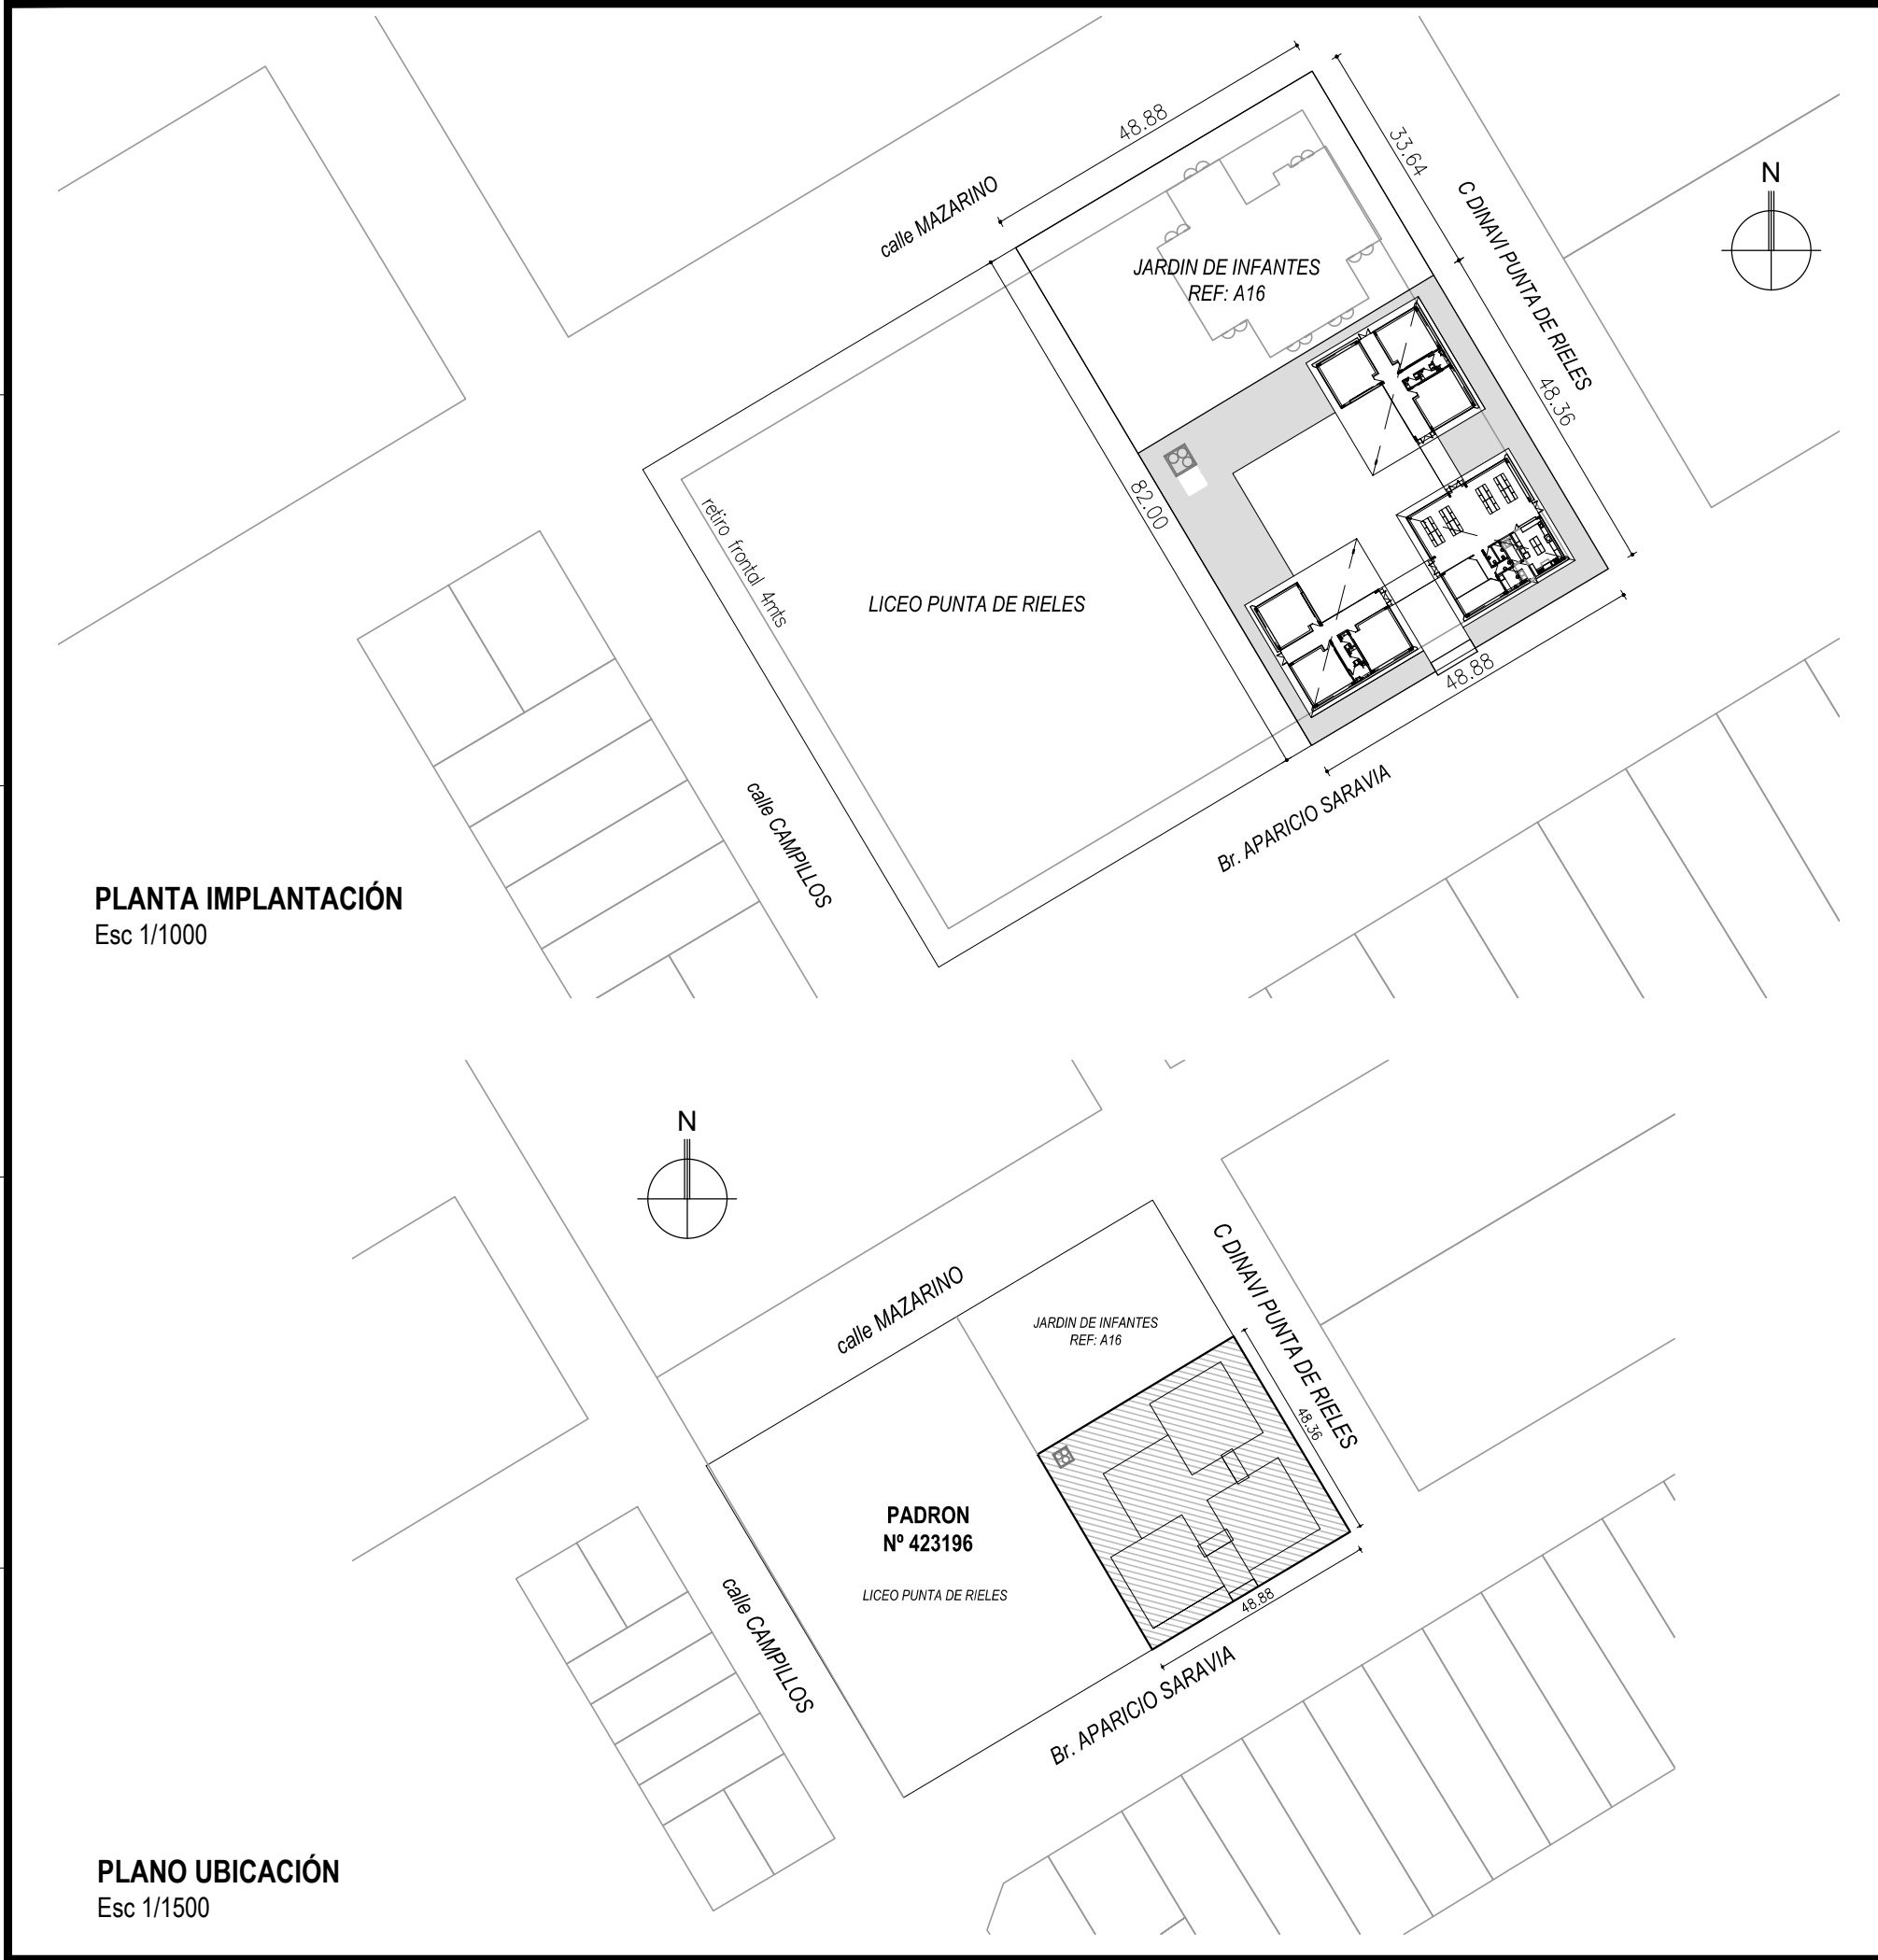 48.88
33.64
calle MAZARINO
N
C DINAVI PUNTA DE RIELES
JARDIN DE INFANTES
REF: A16
48.36
82.00
retiro frontal 4mts
LICEO PUNTA DE RIELES
48.88
calle CAMPILLOS
Br. APARICIO SARAVIA
PLANTA IMPLANTACIÓN
Esc 1/1000
N
calle MAZARINO
C DINAVI PUNTA DE RIELES
JARDIN DE INFANTES
REF: A16
48.36
PADRON
Nº 423196
LICEO PUNTA DE RIELES
48.88
calle CAMPILLOS
Br. APARICIO SARAVIA
PLANO UBICACIÓN
Esc 1/1500